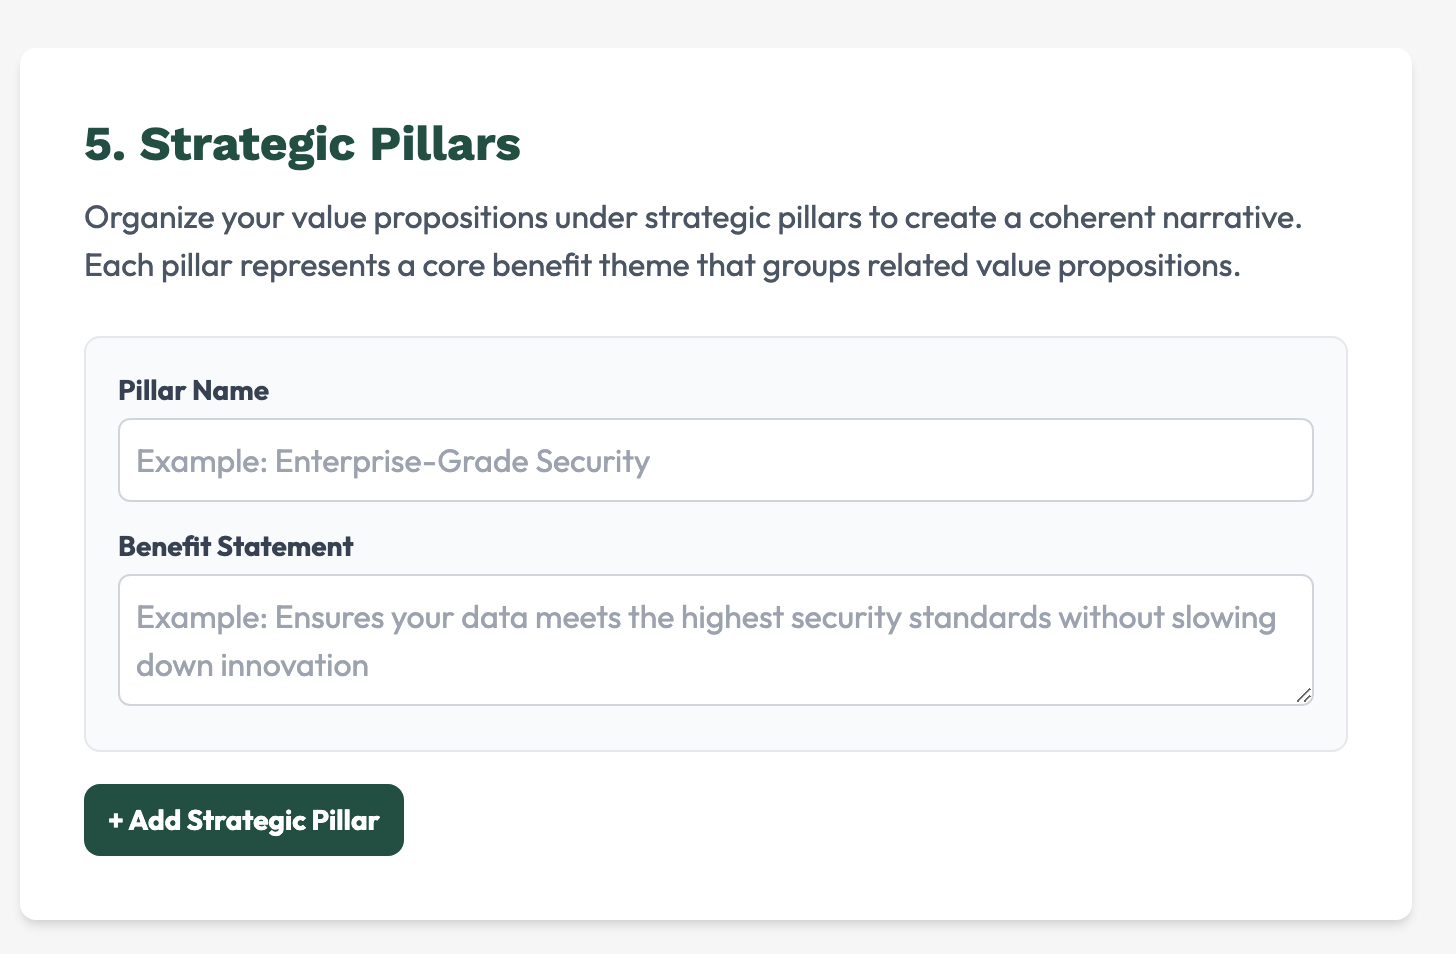 5. Strategic Pillars
Organize your value propositions under strategic pillars to create a coherent narrative.
Each pillar represents a core benefit theme that groups related value propositions.
Pillar Name
Example: Enterprise-Grade Security
Benefit Statement
Example: Ensures your data meets the highest security standards without slowing
down innovation
+ Add Strategic Pillar